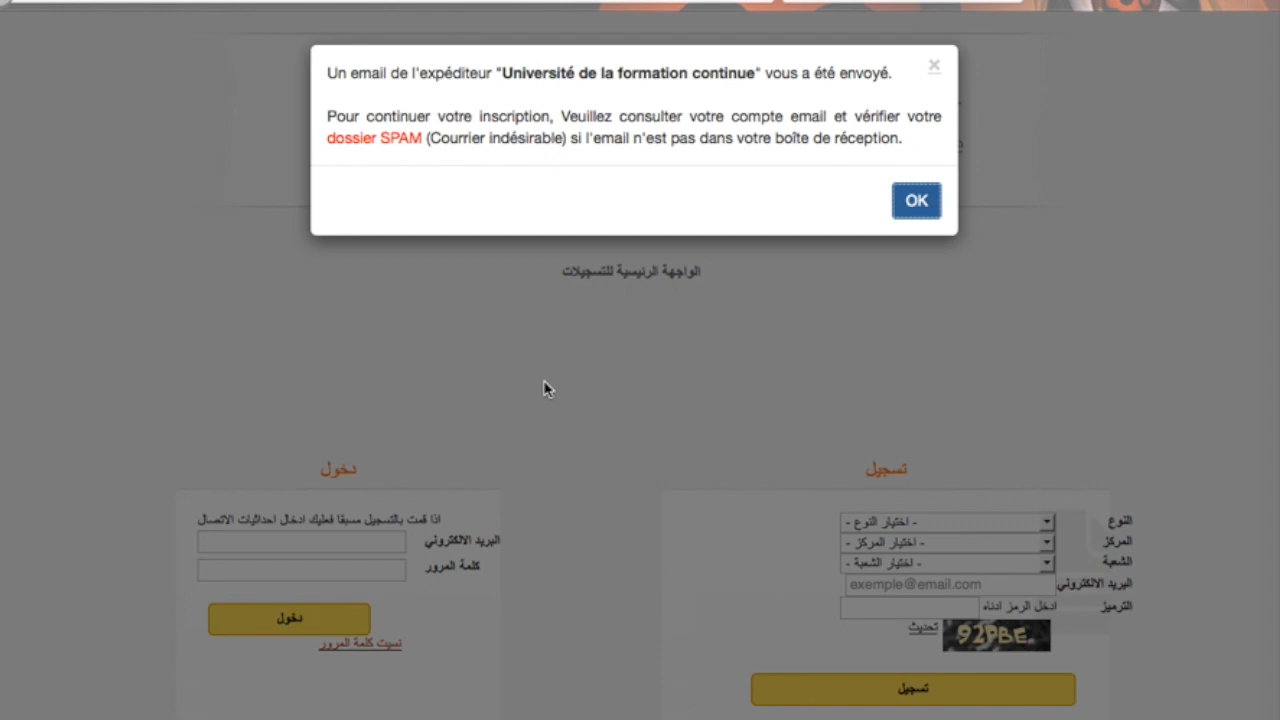 Un email de l'expéditeur "Université de la formation continue" vous a été envoyé.
×
Pour continuer votre inscription, Veuillez consulter votre compte email et vérifier votre
dossier SPAM (Courrier indésirable) si l'email n'est pas dans votre boîte de réception.
OK
الواجهة الرئيسية للتسجيلات
تسجيل
النوع
- اختيار النوع -
المركز
- اختيار المركز -
الشعبة
- اختيار الشعبة -
البريد الالكتروني
exemple@email.com
الترميز
ادخل الرمز ادناه
92PBE
تحديث
تسجيل
دخول
اذا قمت بالتسجيل مسبقا فعليك ادخال احداثيات الاتصال
البريد الالكتروني
كلمة المرور
دخول
نسيت كلمة المرور